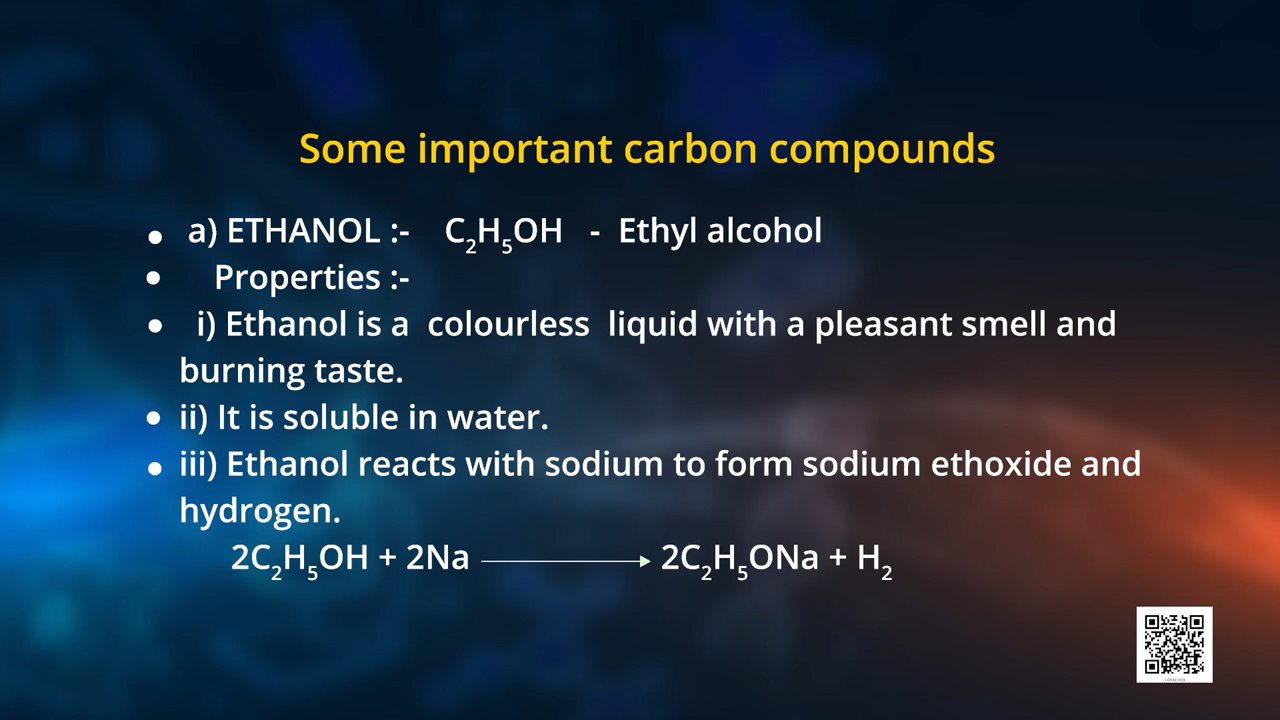 Some important carbon compounds
• a) ETHANOL :- C₂H₅OH - Ethyl alcohol
• Properties :-
• i) Ethanol is a colourless liquid with a pleasant smell and
burning taste.
• ii) It is soluble in water.
• iii) Ethanol reacts with sodium to form sodium ethoxide and
hydrogen.
2C₂H₅OH + 2Na ⟶ 2C₂H₅ONa + H₂